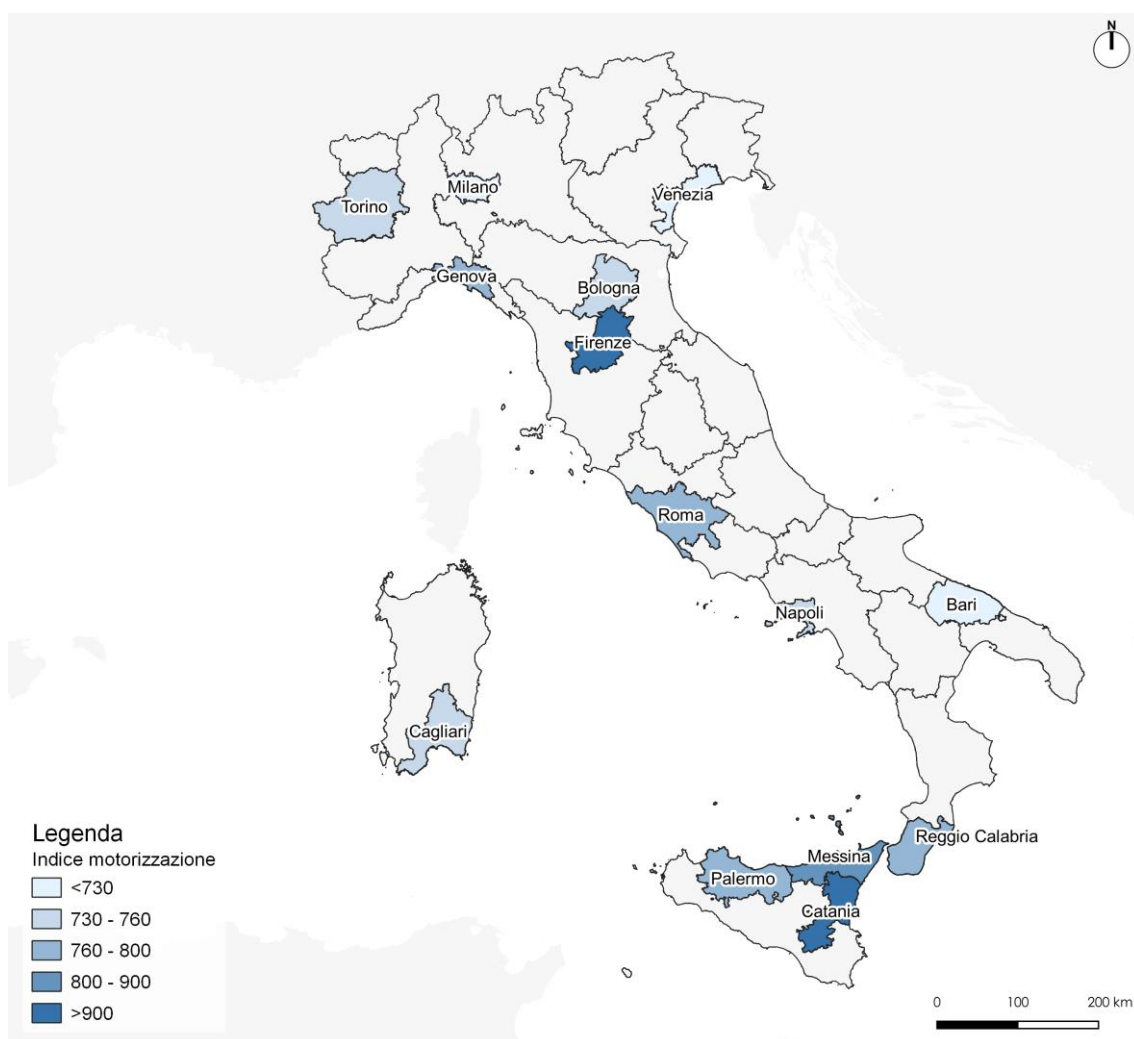 N
Milano
Venezia
Torino
Genova
Bologna
Firenze
Roma
Napoli
Bari
Cagliari
Reggio Calabria
Messina
Palermo
Catania
Legenda
Indice motorizzazione
<730
730 - 760
760 - 800
800 - 900
>900
0 100 200 km